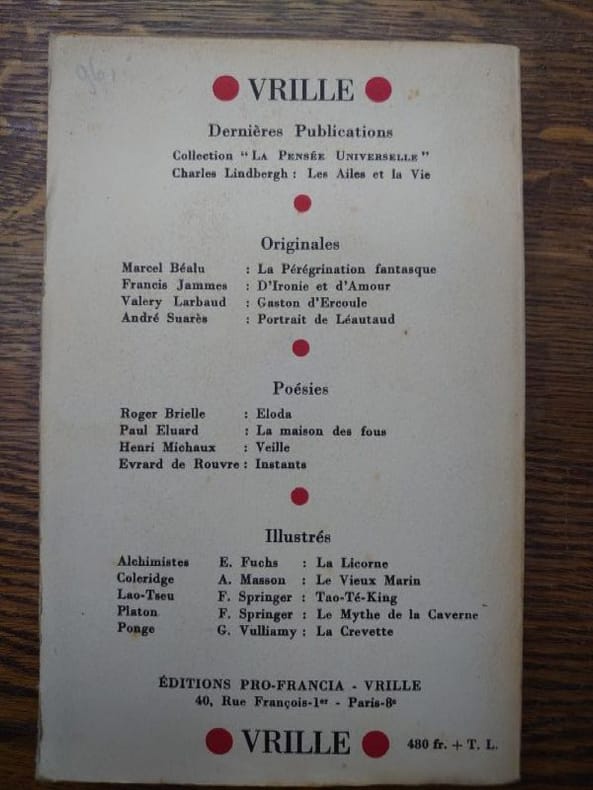 VRILLE
Dernières Publications
Collection "LA PENSÉE UNIVERSELLE"
Charles Lindbergh : Les Ailes et la Vie
Originales
Marcel Béalu : La Pérégrination fantasque
Francis Jammes : D'Ironie et d'Amour
Valery Larbaud : Gaston d'Ercoule
André Suarès : Portrait de Léautaud
Poésies
Roger Brielle : Eloda
Paul Eluard : La maison des fous
Henri Michaux : Veille
Evrard de Rouvre : Instants
Illustrés
Alchimistes E. Fuchs : La Licorne
Coleridge A. Masson : Le Vieux Marin
Lao-Tseu F. Springer : Tao-Té-King
Platon F. Springer : Le Mythe de la Caverne
Ponge G. Vulliamy : La Crevette
ÉDITIONS PRO-FRANCIA - VRILLE
40, Rue François-1er - Paris-8e
VRILLE 480 fr. + T. L.